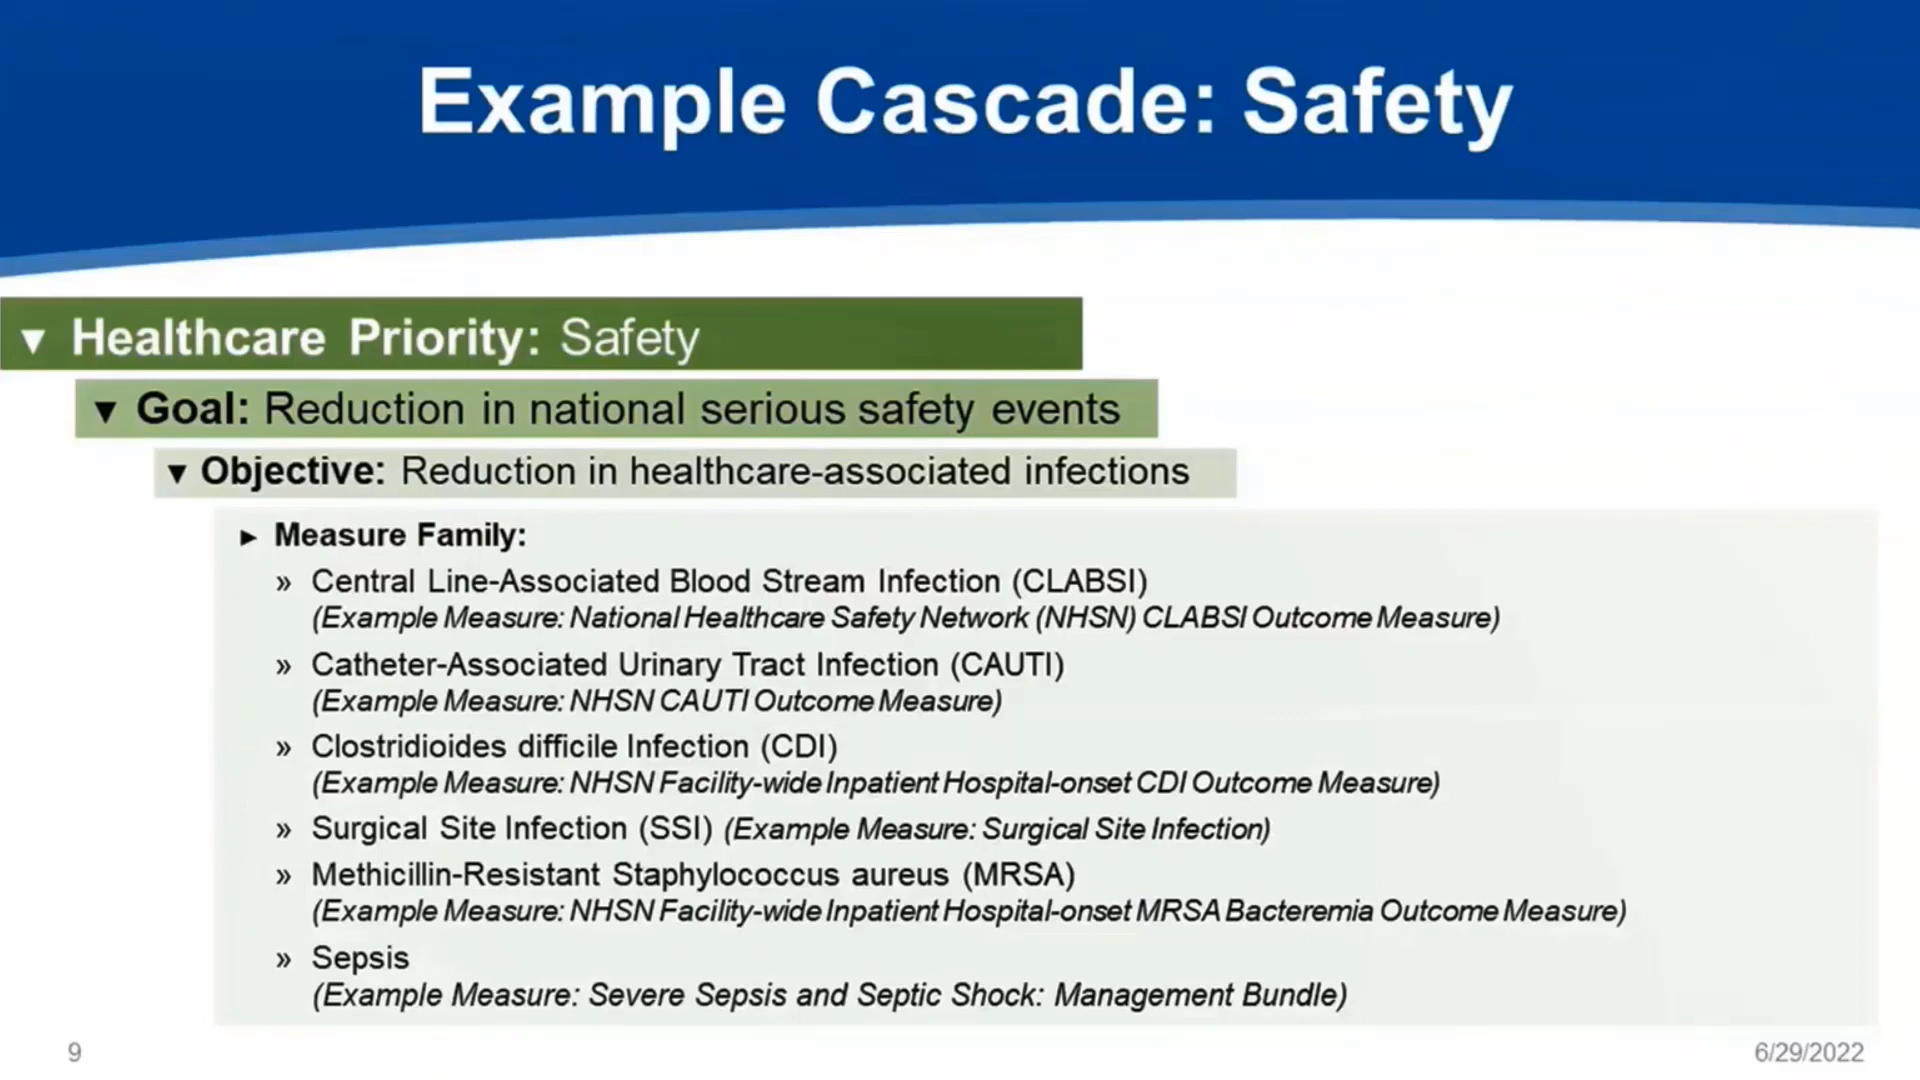 Example Cascade: Safety
▼ Healthcare Priority: Safety
▼ Goal: Reduction in national serious safety events
▼ Objective: Reduction in healthcare-associated infections
► Measure Family:
» Central Line-Associated Blood Stream Infection (CLABSI)
(Example Measure: National Healthcare Safety Network (NHSN) CLABSI Outcome Measure)
» Catheter-Associated Urinary Tract Infection (CAUTI)
(Example Measure: NHSN CAUTI Outcome Measure)
» Clostridioides difficile Infection (CDI)
(Example Measure: NHSN Facility-wide Inpatient Hospital-onset CDI Outcome Measure)
» Surgical Site Infection (SSI) (Example Measure: Surgical Site Infection)
» Methicillin-Resistant Staphylococcus aureus (MRSA)
(Example Measure: NHSN Facility-wide Inpatient Hospital-onset MRSA Bacteremia Outcome Measure)
» Sepsis
(Example Measure: Severe Sepsis and Septic Shock: Management Bundle)
9
6/29/2022